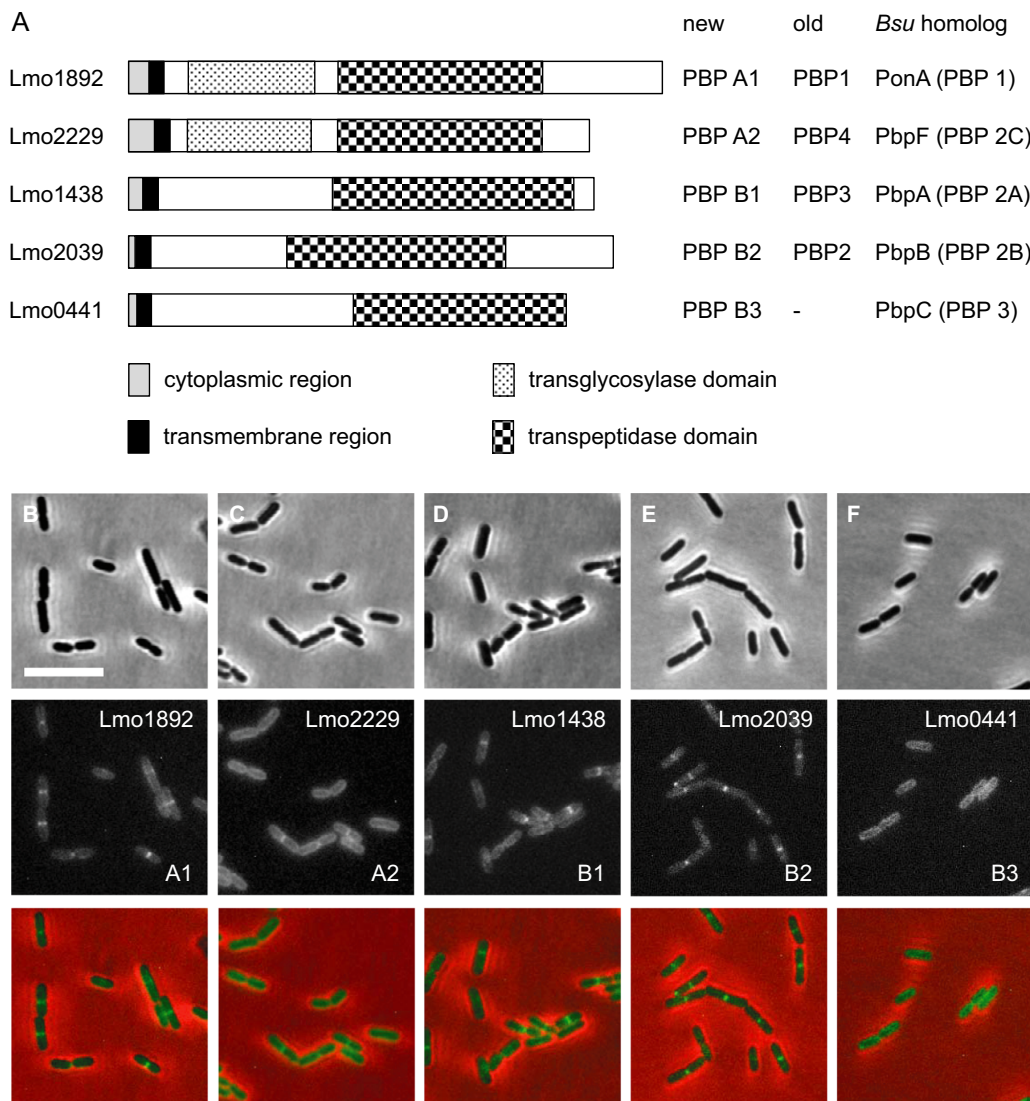 A
new old Bsu homolog
Lmo1892 PBP A1 PBP1 PonA (PBP 1)
Lmo2229 PBP A2 PBP4 PbpF (PBP 2C)
Lmo1438 PBP B1 PBP3 PbpA (PBP 2A)
Lmo2039 PBP B2 PBP2 PbpB (PBP 2B)
Lmo0441 PBP B3 - PbpC (PBP 3)
cytoplasmic region transglycosylase domain
transmembrane region transpeptidase domain
B C D E F
Lmo1892 Lmo2229 Lmo1438 Lmo2039 Lmo0441
A1 A2 B1 B2 B3